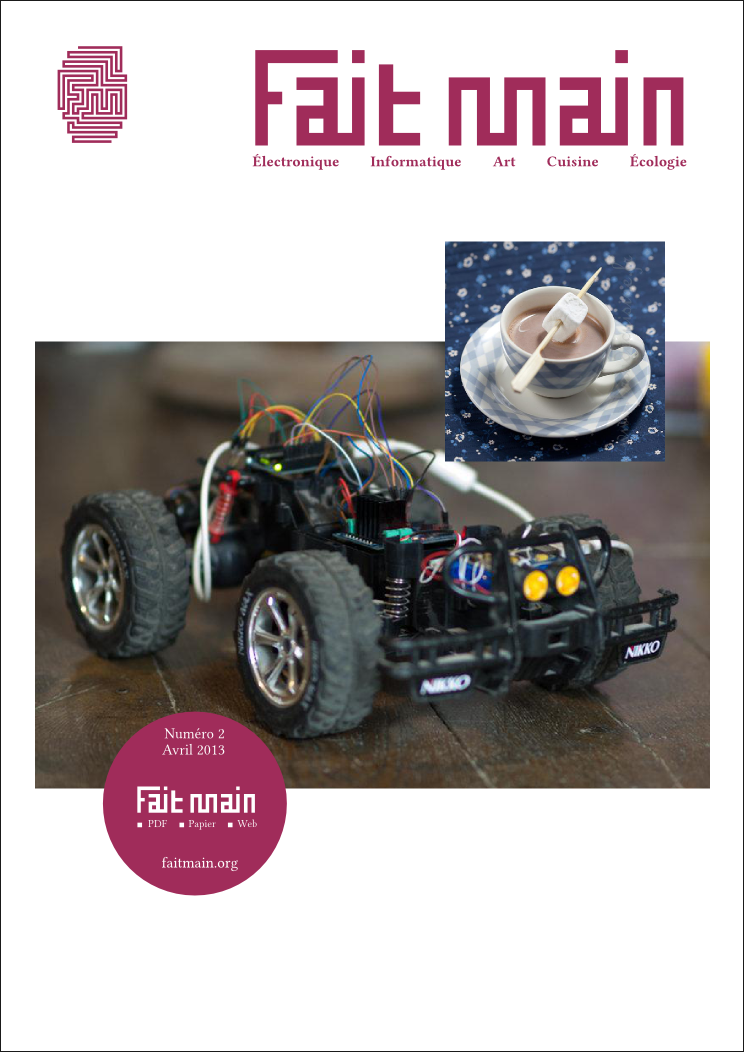 Fait main
Électronique Informatique Art Cuisine Écologie
NIKKO
NIKKO
Numéro 2
Avril 2013
Fait main
PDF Papier Web
faitmain.org